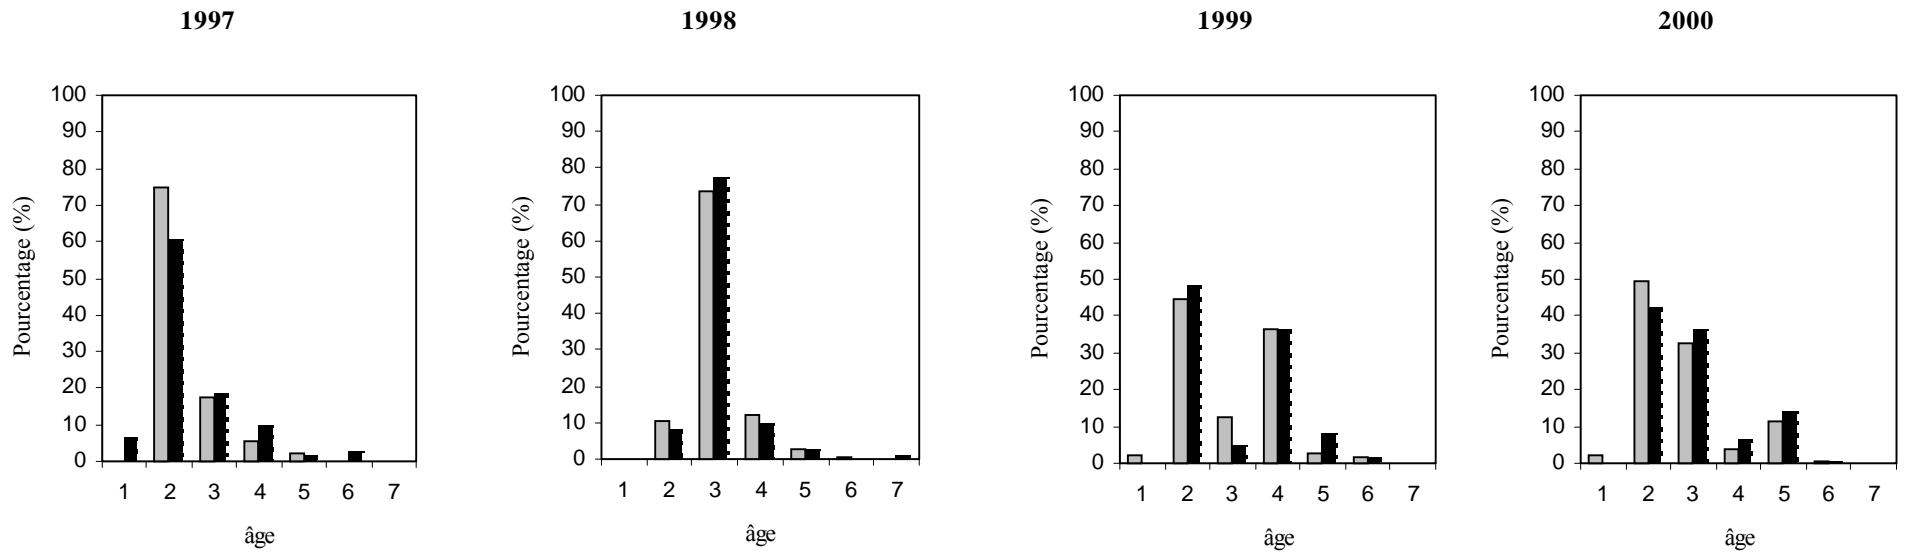 1997 1998 1999 2000
100 100 100 100
90 90 90 90
80 80 80 80
70 70 70 70
60 60 60 60
50 50 50 50
40 40 40 40
30 30 30 30
20 20 20 20
10 10 10 10
0 0 0 0
Pourcentage (%) Pourcentage (%) Pourcentage (%) Pourcentage (%)
1 2 3 4 5 6 7 1 2 3 4 5 6 7 1 2 3 4 5 6 7 1 2 3 4 5 6 7
âge âge âge âge